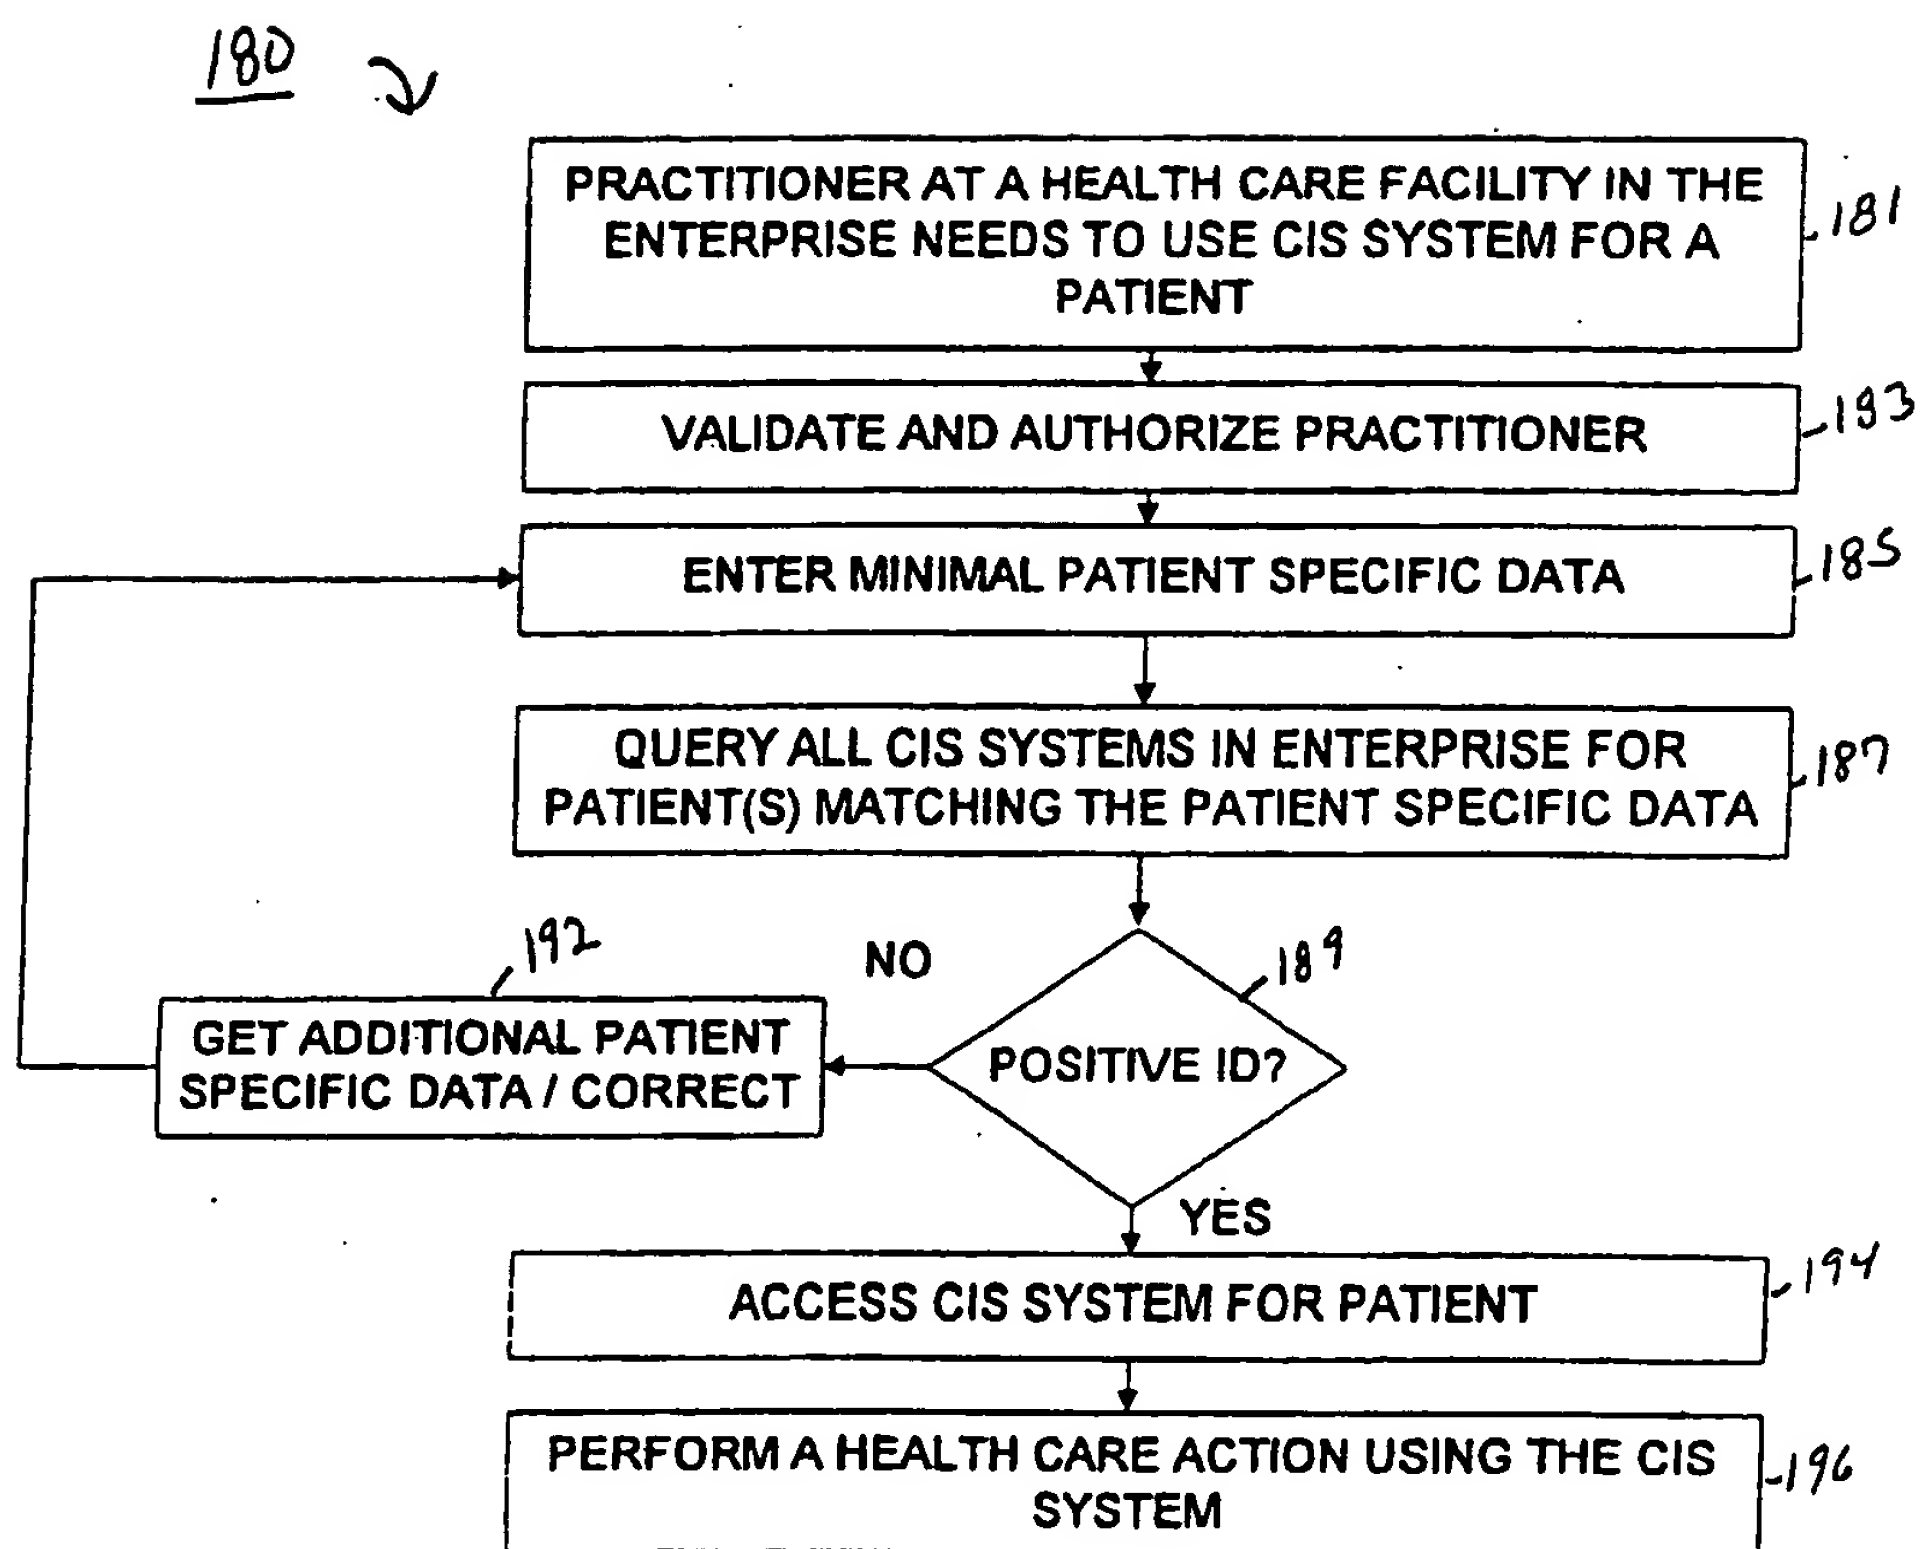 180
PRACTITIONER AT A HEALTH CARE FACILITY IN THE
ENTERPRISE NEEDS TO USE CIS SYSTEM FOR A
PATIENT
181
VALIDATE AND AUTHORIZE PRACTITIONER
183
ENTER MINIMAL PATIENT SPECIFIC DATA
185
QUERY ALL CIS SYSTEMS IN ENTERPRISE FOR
PATIENT(S) MATCHING THE PATIENT SPECIFIC DATA
187
192
NO
189
GET ADDITIONAL PATIENT
SPECIFIC DATA / CORRECT
POSITIVE ID?
YES
ACCESS CIS SYSTEM FOR PATIENT
194
PERFORM A HEALTH CARE ACTION USING THE CIS
SYSTEM
196